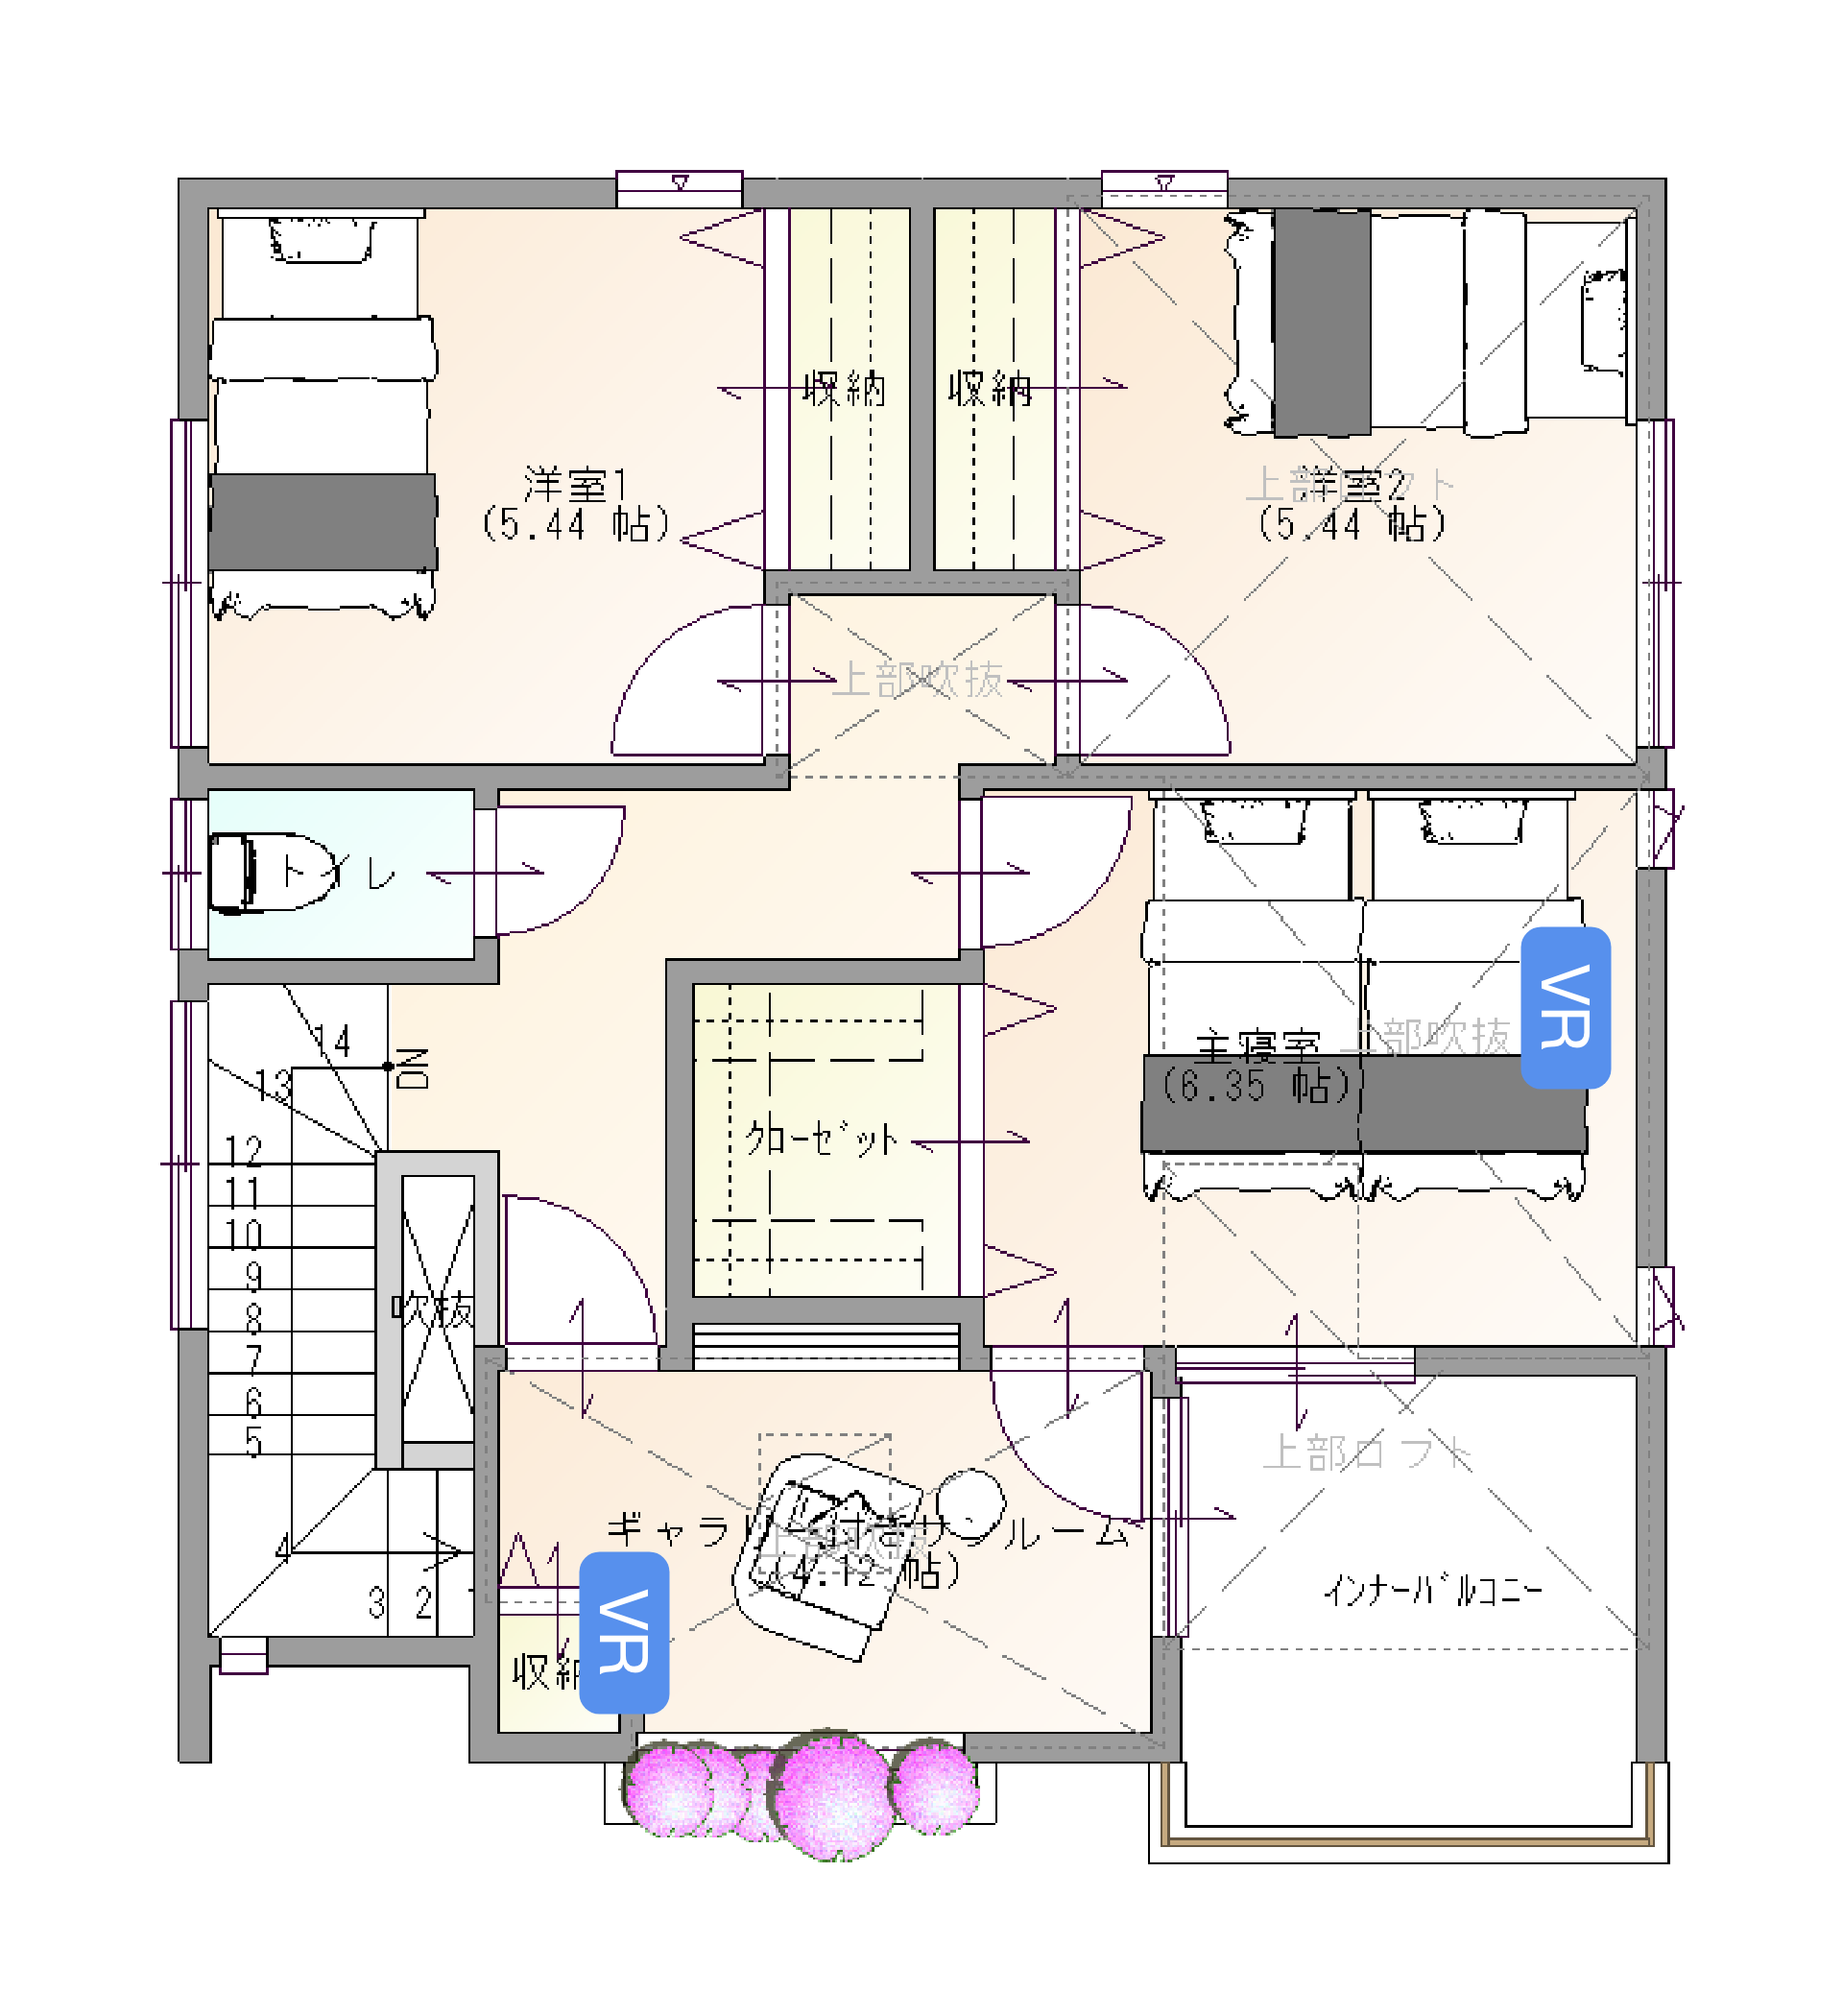 収納
収納
洋室1
(5.44 帖)
上部ロフト
洋室2
(5.44 帖)
上部吹抜
トイレ
14
DN
13
12
11
10
9
8
7
6
5
4
3
2
吹抜
クローゼット
主寝室
(6.35 帖)
上部吹抜
VR
上部ロフト
ギャラリー付きサンルーム
(4.12 帖)
上部吹抜
インナーバルコニー
収納
VR